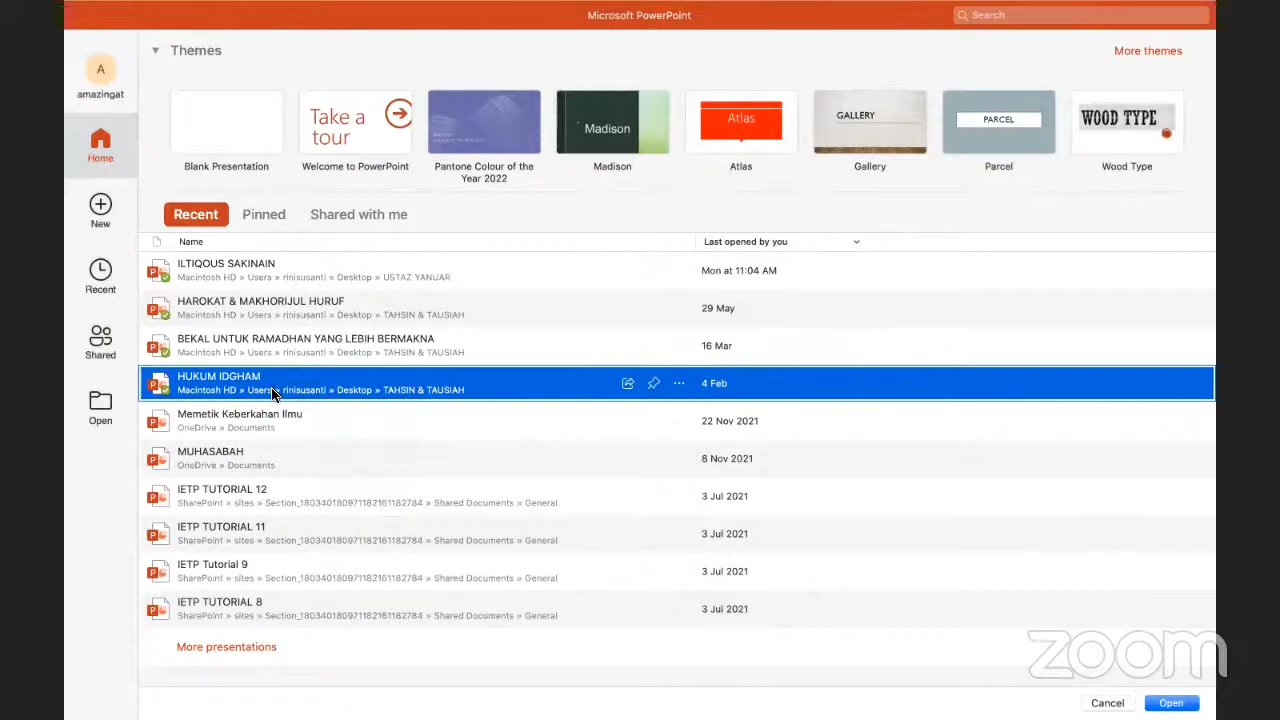 Microsoft PowerPoint
Search
A
amazingat
Home
New
Recent
Shared
Open
Themes
More themes
Take a
tour
Madison
Atlas
GALLERY
PARCEL
WOOD TYPE
Blank Presentation
Welcome to PowerPoint
Pantone Colour of the
Year 2022
Madison
Atlas
Gallery
Parcel
Wood Type
Recent
Pinned
Shared with me
Name
Last opened by you
ILTIQOUS SAKINAIN
Macintosh HD » Users » rinisusanti » Desktop » USTAZ YANUAR
Mon at 11:04 AM
HAROKAT & MAKHORIJUL HURUF
Macintosh HD » Users » rinisusanti » Desktop » TAHSIN & TAUSIAH
29 May
BEKAL UNTUK RAMADHAN YANG LEBIH BERMAKNA
Macintosh HD » Users » rinisusanti » Desktop » TAHSIN & TAUSIAH
16 Mar
HUKUM IDGHAM
Macintosh HD » Users » rinisusanti » Desktop » TAHSIN & TAUSIAH
4 Feb
Memetik Keberkahan Ilmu
OneDrive » Documents
22 Nov 2021
MUHASABAH
OneDrive » Documents
8 Nov 2021
IETP TUTORIAL 12
SharePoint » sites » Section_180340180971182161182784 » Shared Documents » General
3 Jul 2021
IETP TUTORIAL 11
SharePoint » sites » Section_180340180971182161182784 » Shared Documents » General
3 Jul 2021
IETP Tutorial 9
SharePoint » sites » Section_180340180971182161182784 » Shared Documents » General
3 Jul 2021
IETP TUTORIAL 8
SharePoint » sites » Section_180340180971182161182784 » Shared Documents » General
3 Jul 2021
More presentations
zoom
Cancel
Open